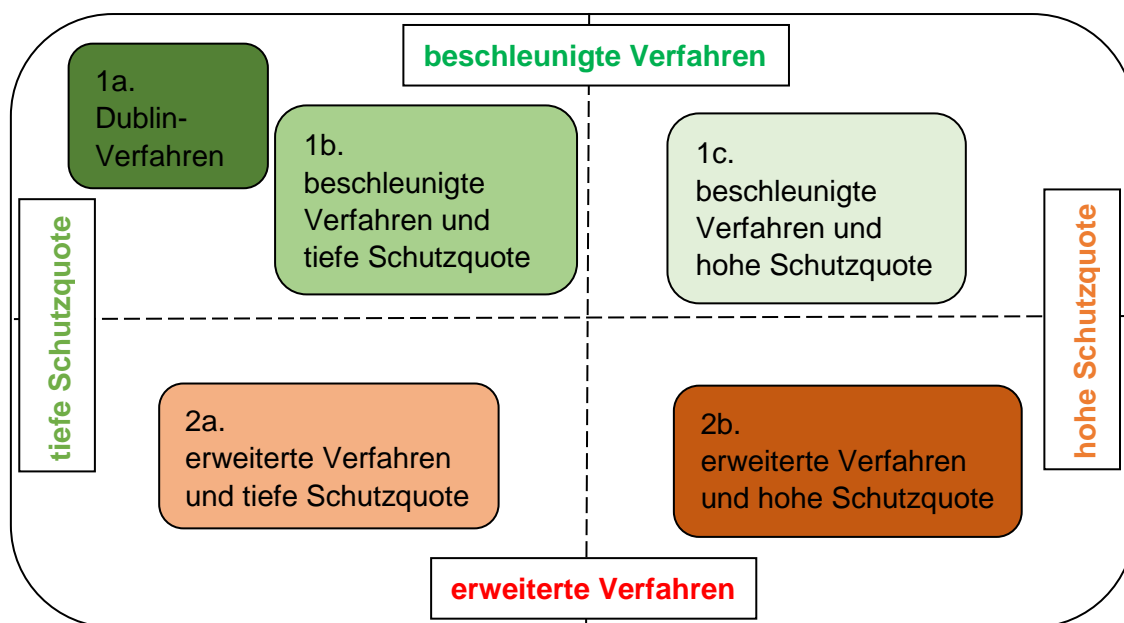 beschleunigte Verfahren
1a.
Dublin-
Verfahren
1b.
beschleunigte
Verfahren und
tiefe Schutzquote
1c.
beschleunigte
Verfahren und
hohe Schutzquote
tiefe Schutzquote
hohe Schutzquote
2a.
erweiterte Verfahren
und tiefe Schutzquote
2b.
erweiterte Verfahren
und hohe Schutzquote
erweiterte Verfahren